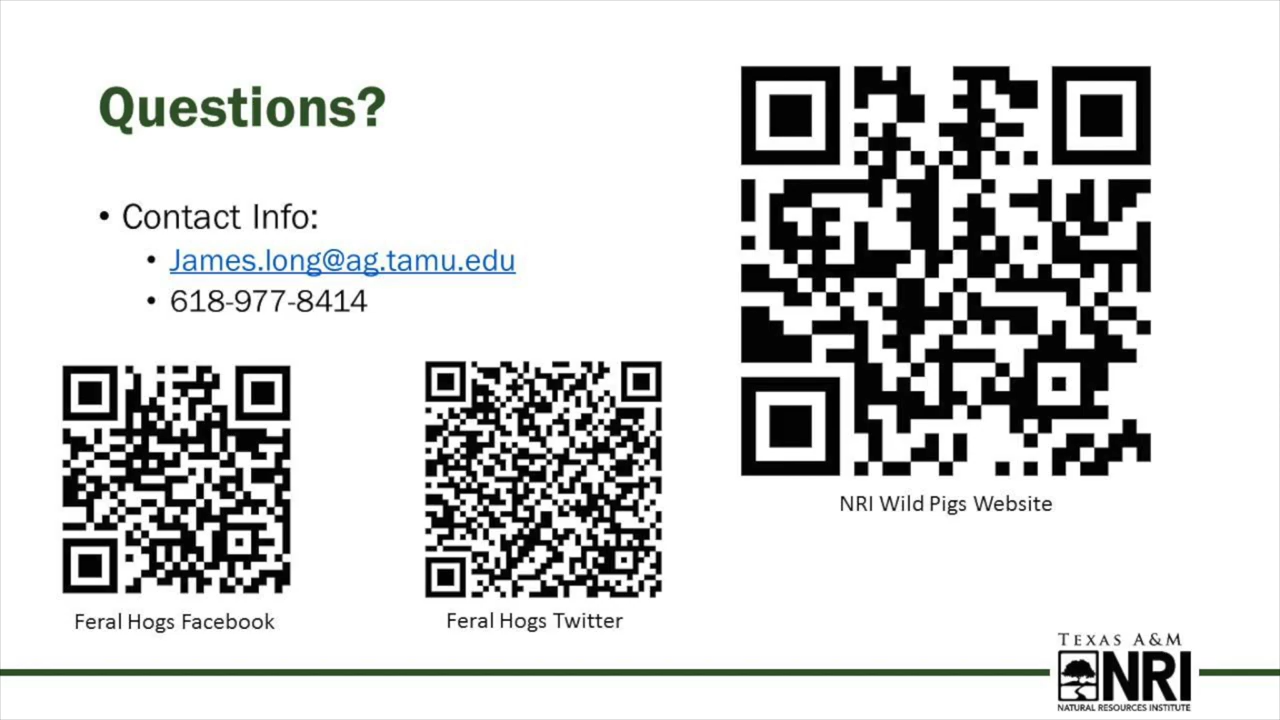 Questions?
• Contact Info:
• James.long@ag.tamu.edu
• 618-977-8414
NRI Wild Pigs Website
Feral Hogs Facebook
Feral Hogs Twitter
TEXAS A&M
NRI
NATURAL RESOURCES INSTITUTE